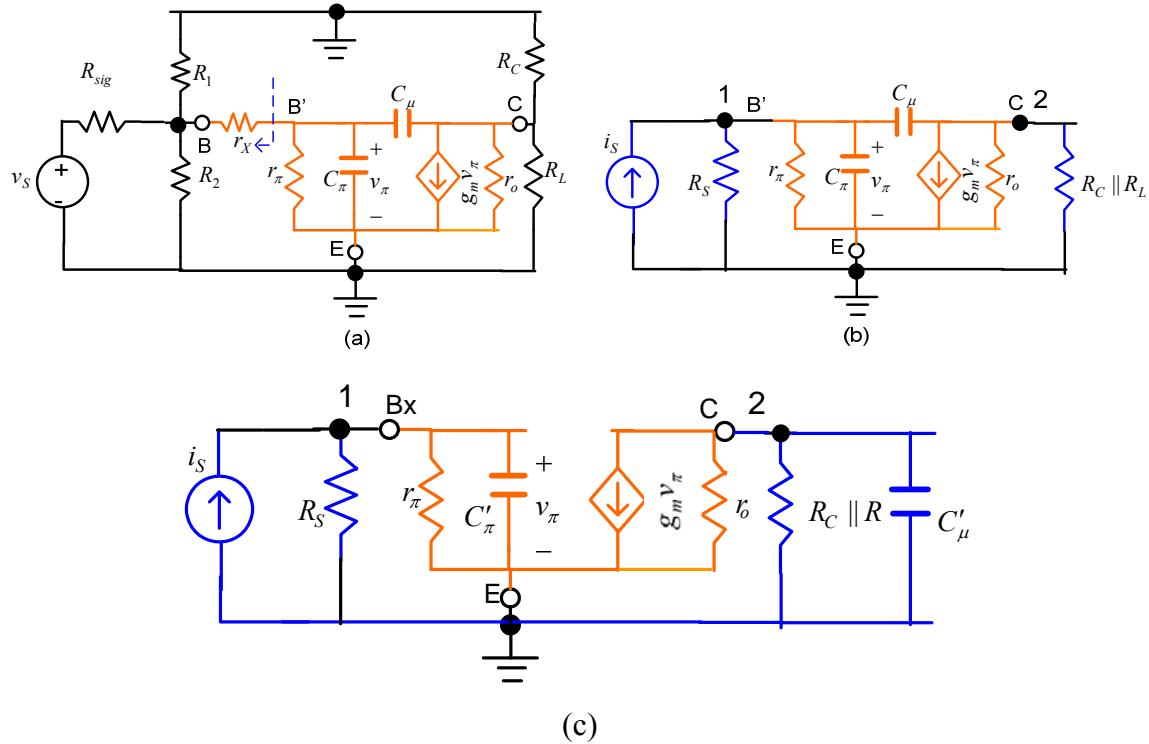 R_sig
R_1
R_C
B'
C_μ
C
B
r_X
r_π
C_π
+
v_π
−
g_m v_π
r_o
R_L
v_S
+
-
R_2
E
(a)
1
B'
C_μ
C
2
i_S
R_S
r_π
C_π
+
v_π
−
g_m v_π
r_o
R_C || R_L
E
(b)
1
Bx
C
2
i_S
R_S
r_π
C'_π
+
v_π
−
g_m v_π
r_o
R_C || R
C'_μ
E
(c)